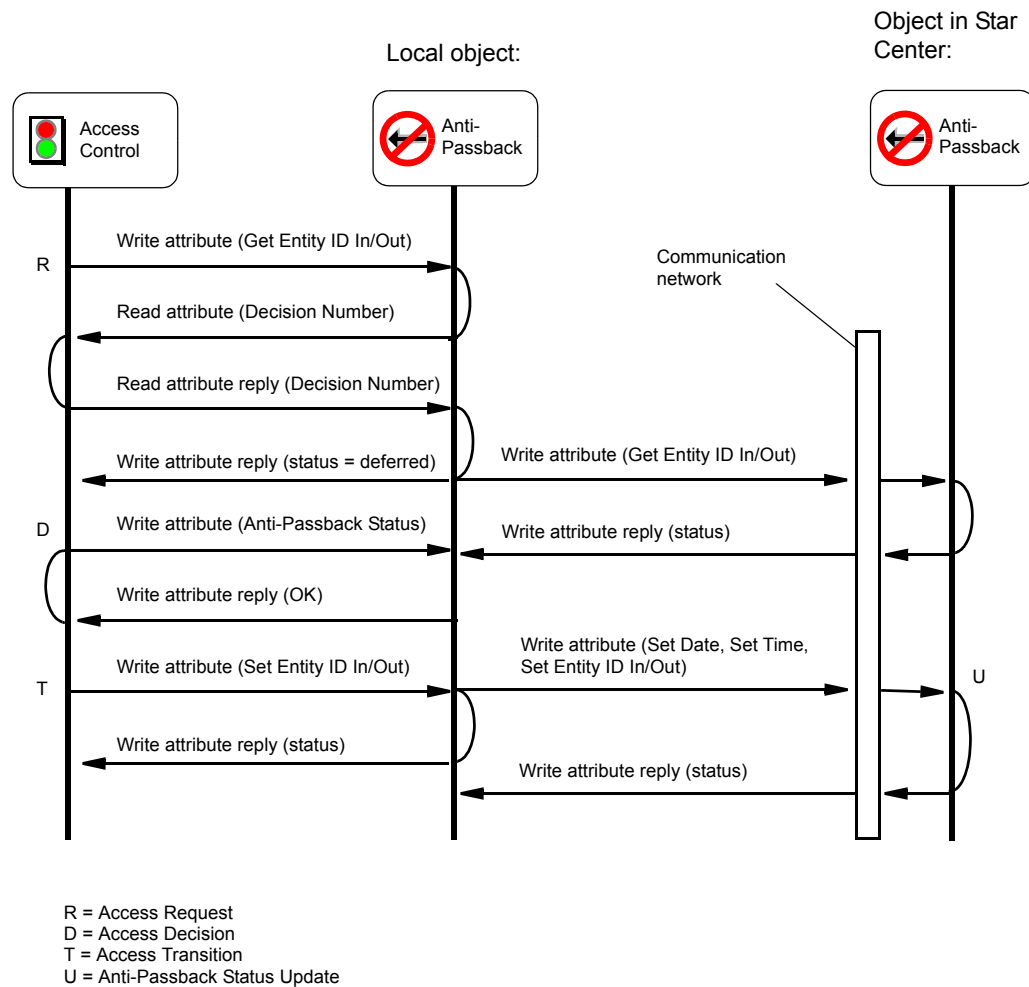 Object in Star
Center:
Local object:
Access
Control
Anti-
Passback
Anti-
Passback
Write attribute (Get Entity ID In/Out)
R
Communication
network
Read attribute (Decision Number)
Read attribute reply (Decision Number)
Write attribute reply (status = deferred)
Write attribute (Get Entity ID In/Out)
D
Write attribute (Anti-Passback Status)
Write attribute reply (status)
Write attribute reply (OK)
Write attribute (Set Entity ID In/Out)
Write attribute (Set Date, Set Time,
Set Entity ID In/Out)
T
U
Write attribute reply (status)
Write attribute reply (status)
R = Access Request
D = Access Decision
T = Access Transition
U = Anti-Passback Status Update